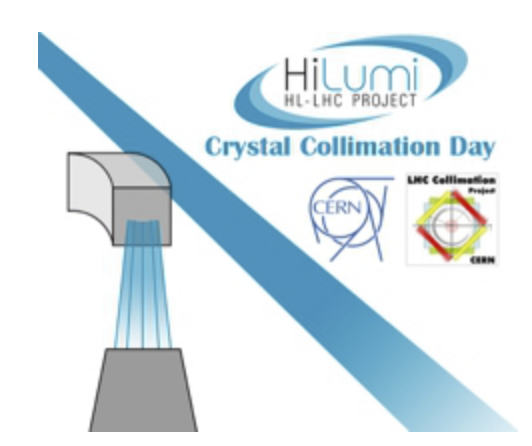 HiLumi
HL-LHC PROJECT
Crystal Collimation Day
CERN
LHC Collimation
Project
CERN